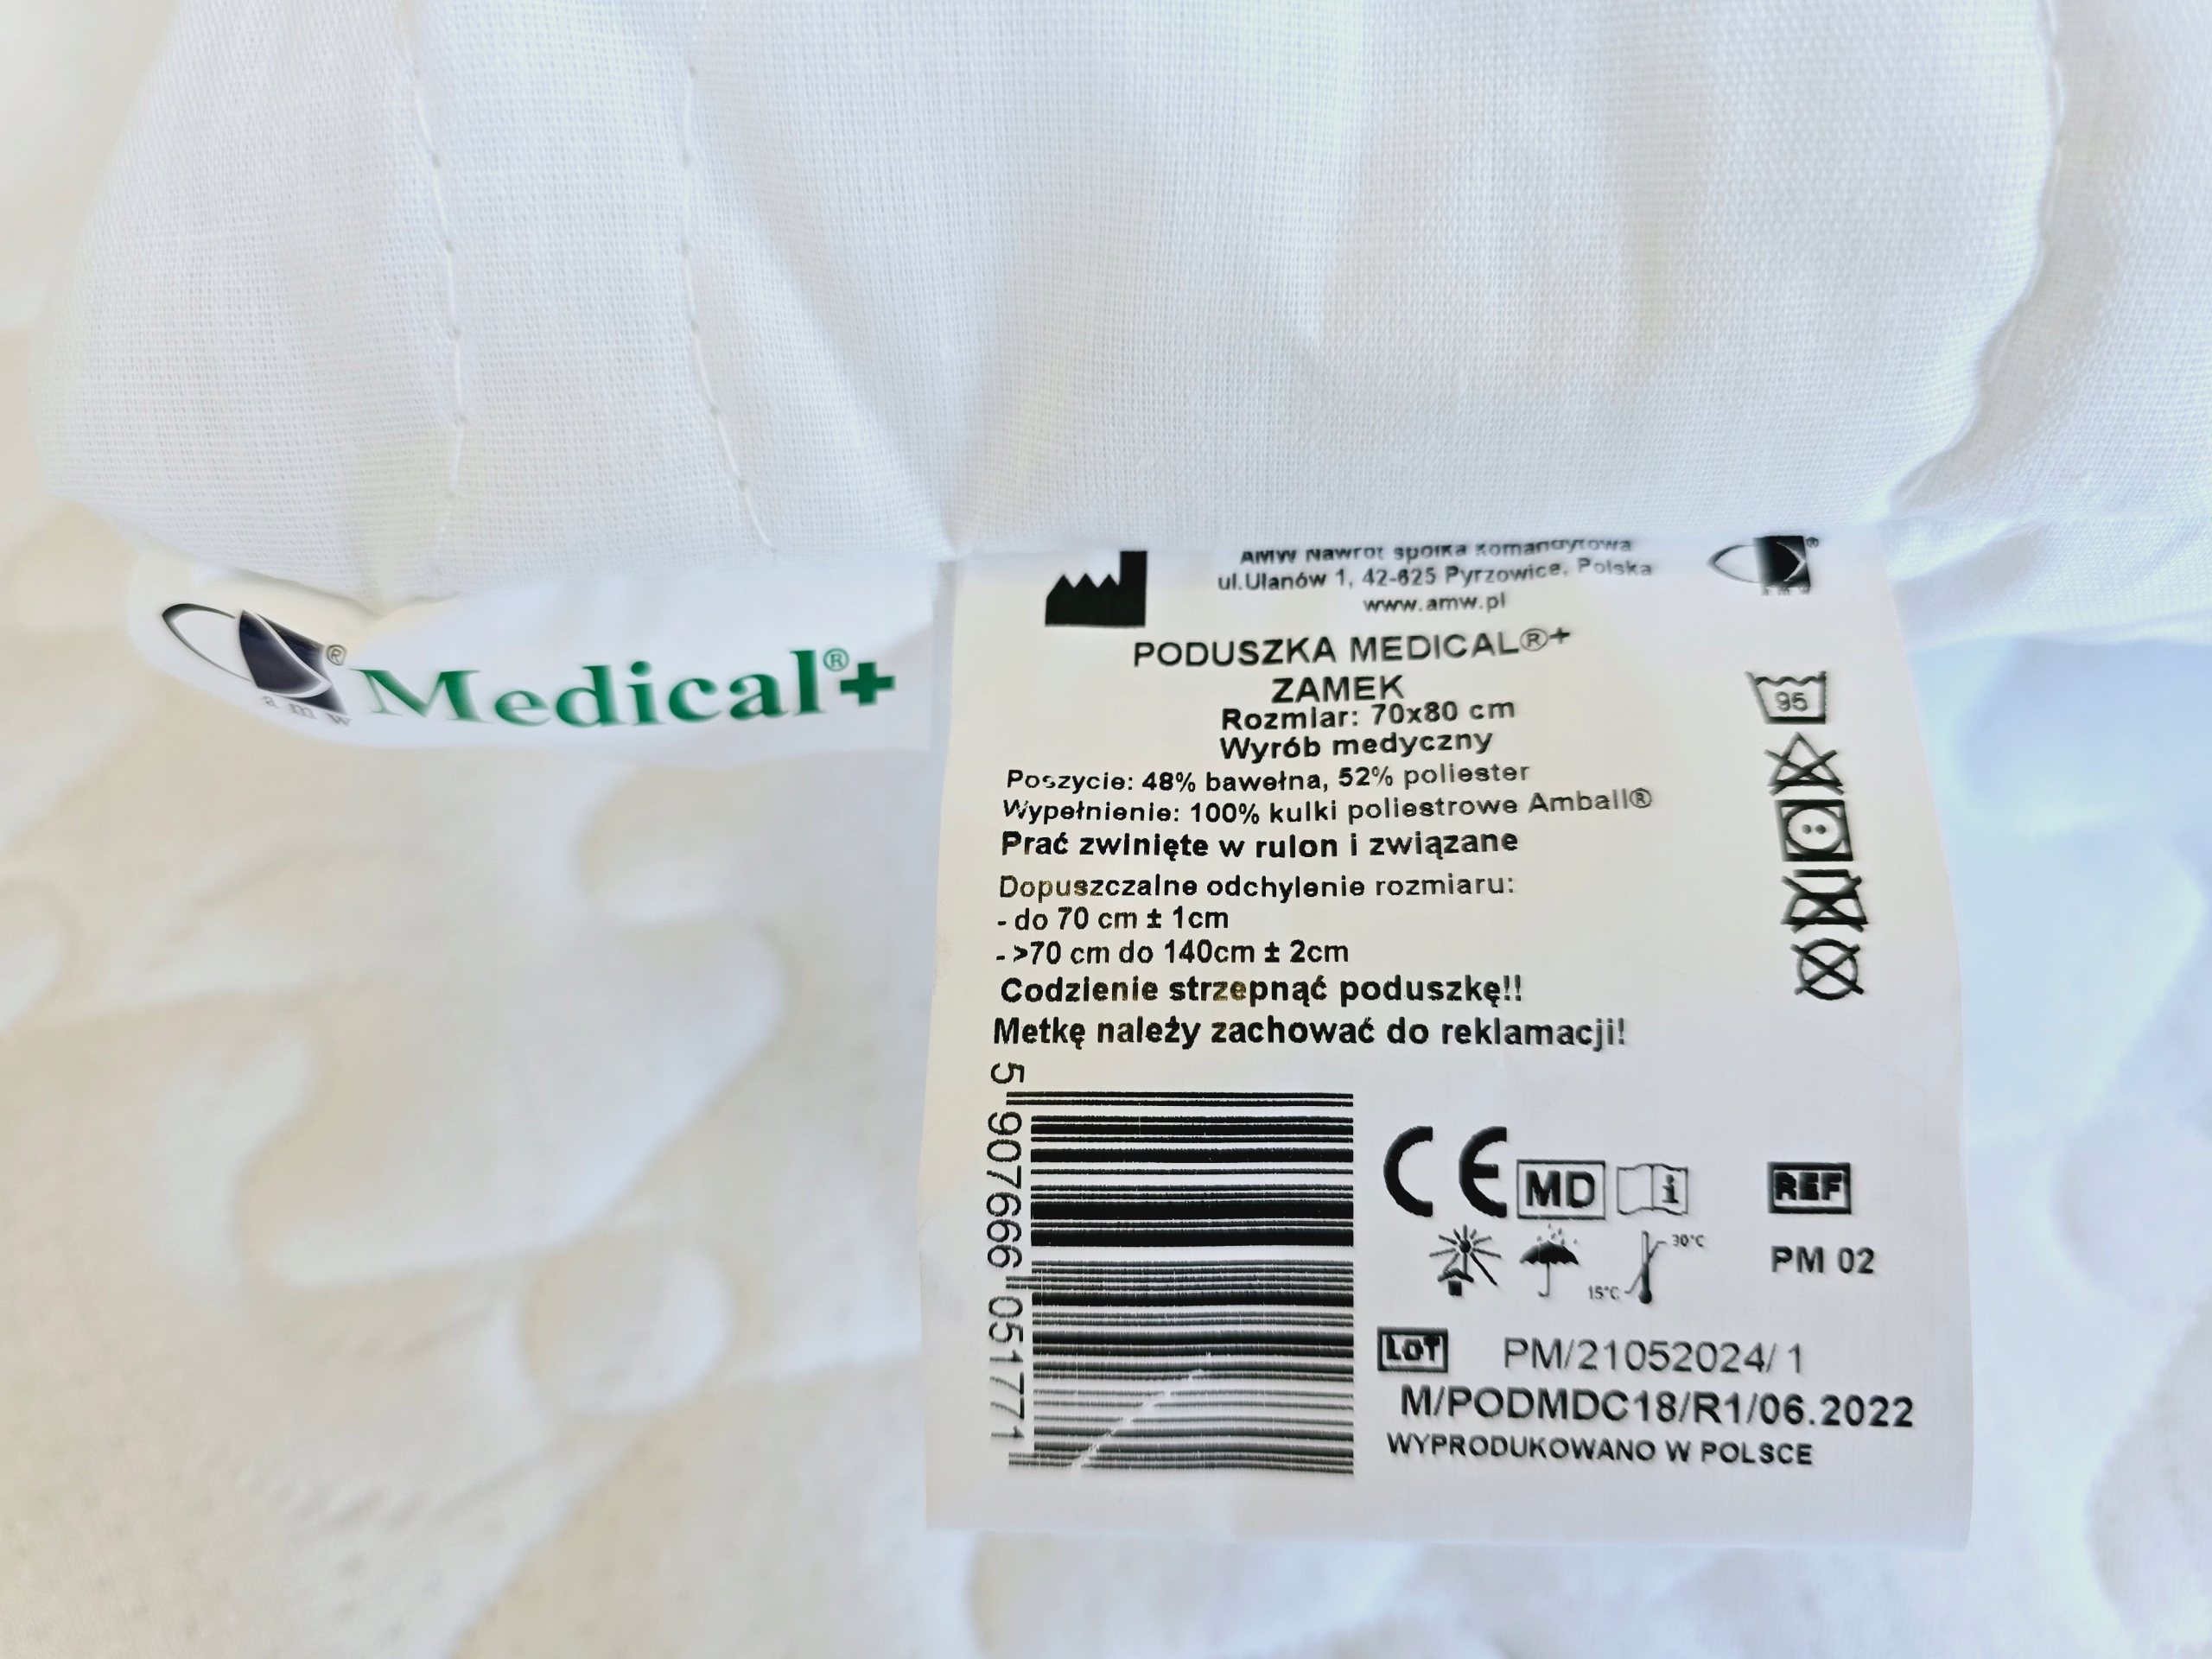 amw®
Medical®+
AMW Nawrot spółka komandytowa
ul.Ułanów 1, 42-625 Pyrzowice, Polska
www.amw.pl
amw®
PODUSZKA MEDICAL®+
ZAMEK
Rozmiar: 70x80 cm
Wyrób medyczny
Poszycie: 48% bawełna, 52% poliester
Wypełnienie: 100% kulki poliestrowe Amball®
Prać zwinięte w rulon i związane
Dopuszczalne odchylenie rozmiaru:
- do 70 cm ± 1cm
- >70 cm do 140cm ± 2cm
Codzienie strzepnąć poduszkę!!
Metkę należy zachować do reklamacji!
95
5 907666 051771
CE MD i REF
30°C
15°C
PM 02
LOT PM/21052024/ 1
M/PODMDC18/R1/06.2022
WYPRODUKOWANO W POLSCE